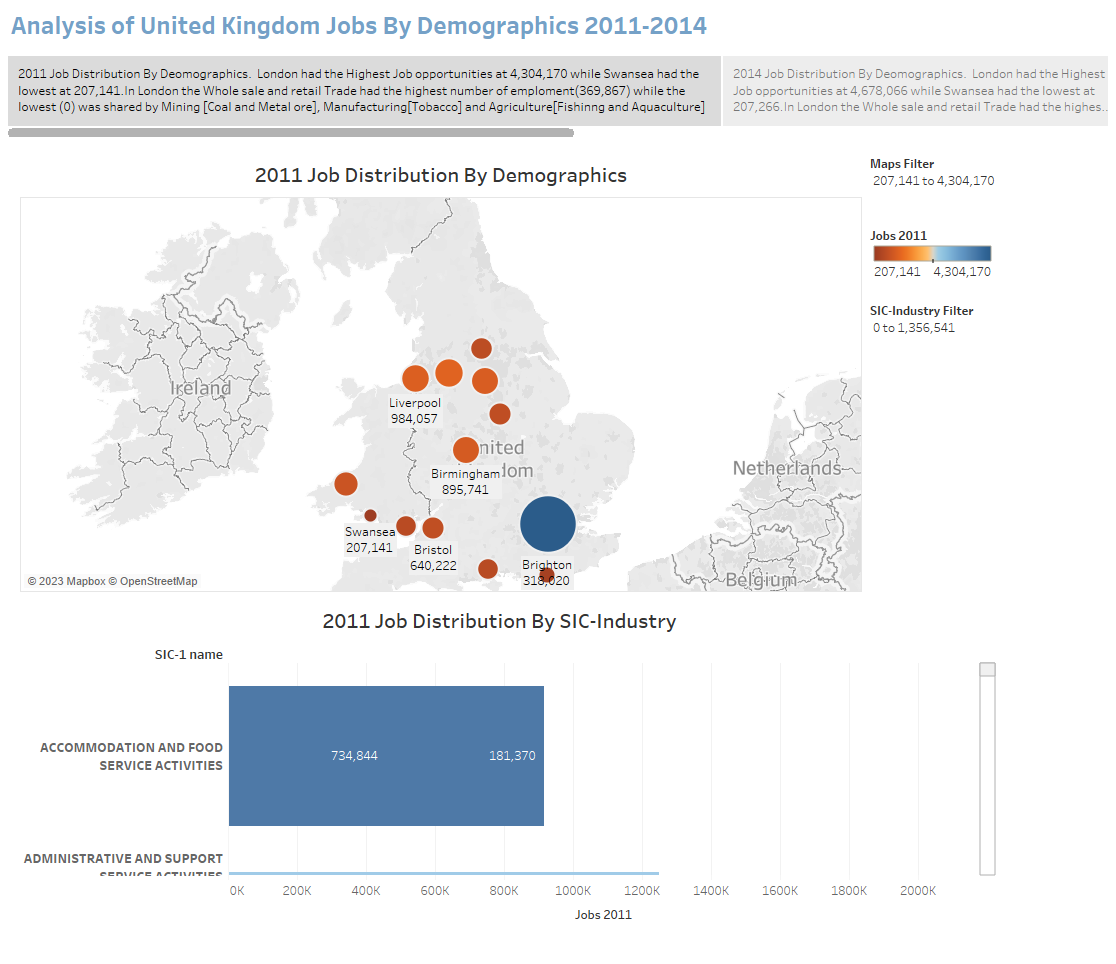 Analysis of United Kingdom Jobs By Demographics 2011-2014
2011 Job Distribution By Deomographics. London had the Highest Job opportunities at 4,304,170 while Swansea had the
lowest at 207,141.In London the Whole sale and retail Trade had the highest number of emploment(369,867) while the
lowest (0) was shared by Mining [Coal and Metal ore], Manufacturing[Tobacco] and Agriculture[Fishinng and Aquaculture]
2014 Job Distribution By Deomographics. London had the Highest
Job opportunities at 4,678,066 while Swansea had the lowest at
207,266.In London the Whole sale and retail Trade had the highes..
2011 Job Distribution By Demographics
Maps Filter
207,141 to 4,304,170
Jobs 2011
207,141 4,304,170
SIC-Industry Filter
0 to 1,356,541
Ireland
Liverpool
984,057
nited
dom
Birmingham
895,741
Netherlands
Swansea
207,141
Bristol
640,222
Brighton
318,020
Belgium
© 2023 Mapbox © OpenStreetMap
2011 Job Distribution By SIC-Industry
SIC-1 name
ACCOMMODATION AND FOOD
SERVICE ACTIVITIES
734,844 181,370
ADMINISTRATIVE AND SUPPORT
SERVICE ACTIVITIES
0K 200K 400K 600K 800K 1000K 1200K 1400K 1600K 1800K 2000K
Jobs 2011